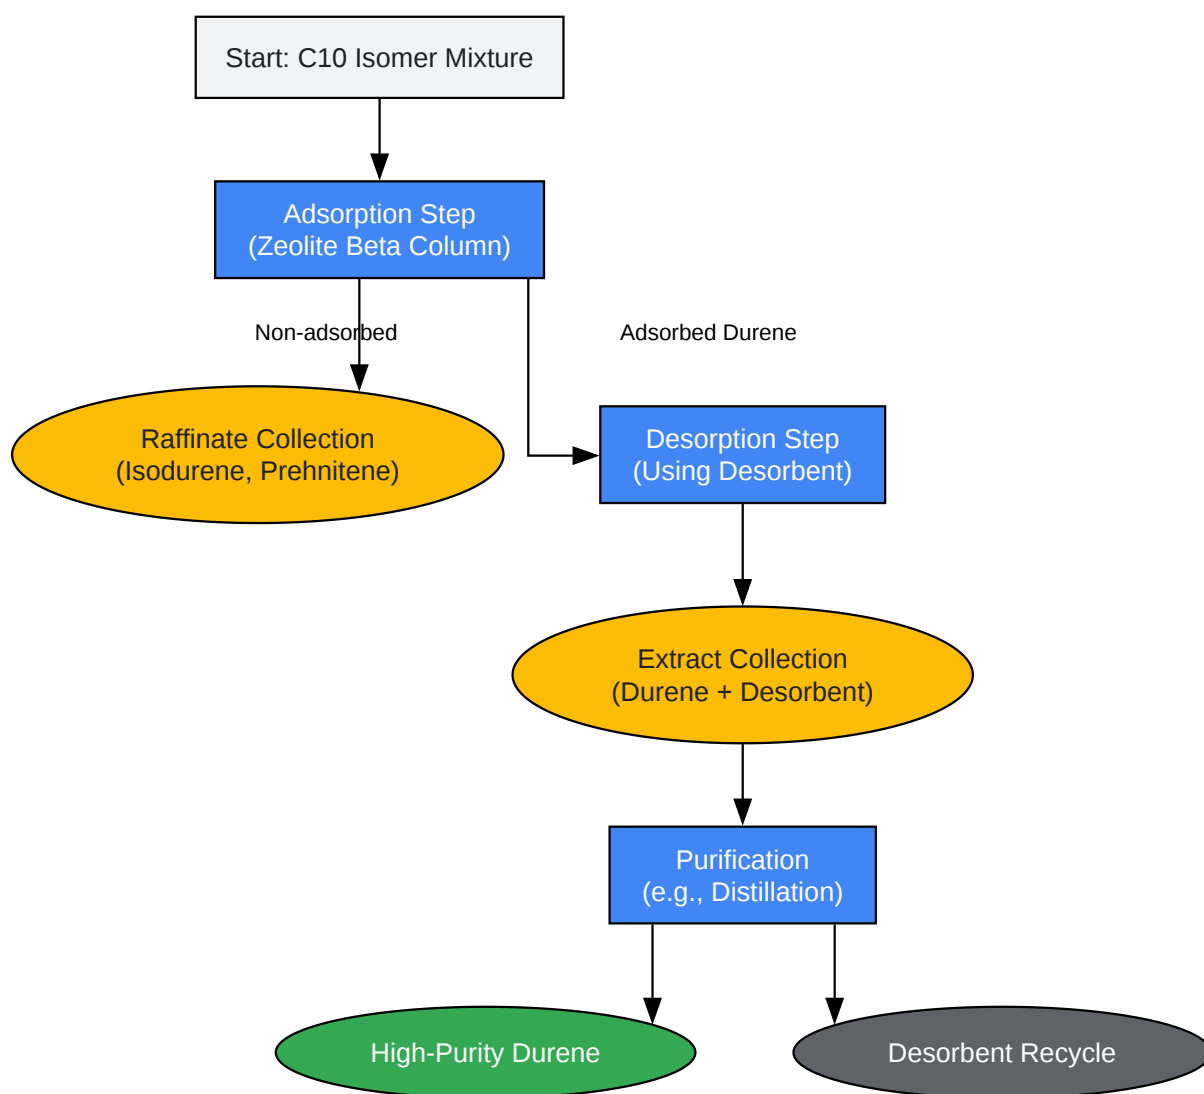 Start: C10 Isomer Mixture
Adsorption Step
(Zeolite Beta Column)
Non-adsorbed
Adsorbed Durene
Raffinate Collection
(Isodurene, Prehnitene)
Desorption Step
(Using Desorbent)
Extract Collection
(Durene + Desorbent)
Purification
(e.g., Distillation)
High-Purity Durene
Desorbent Recycle